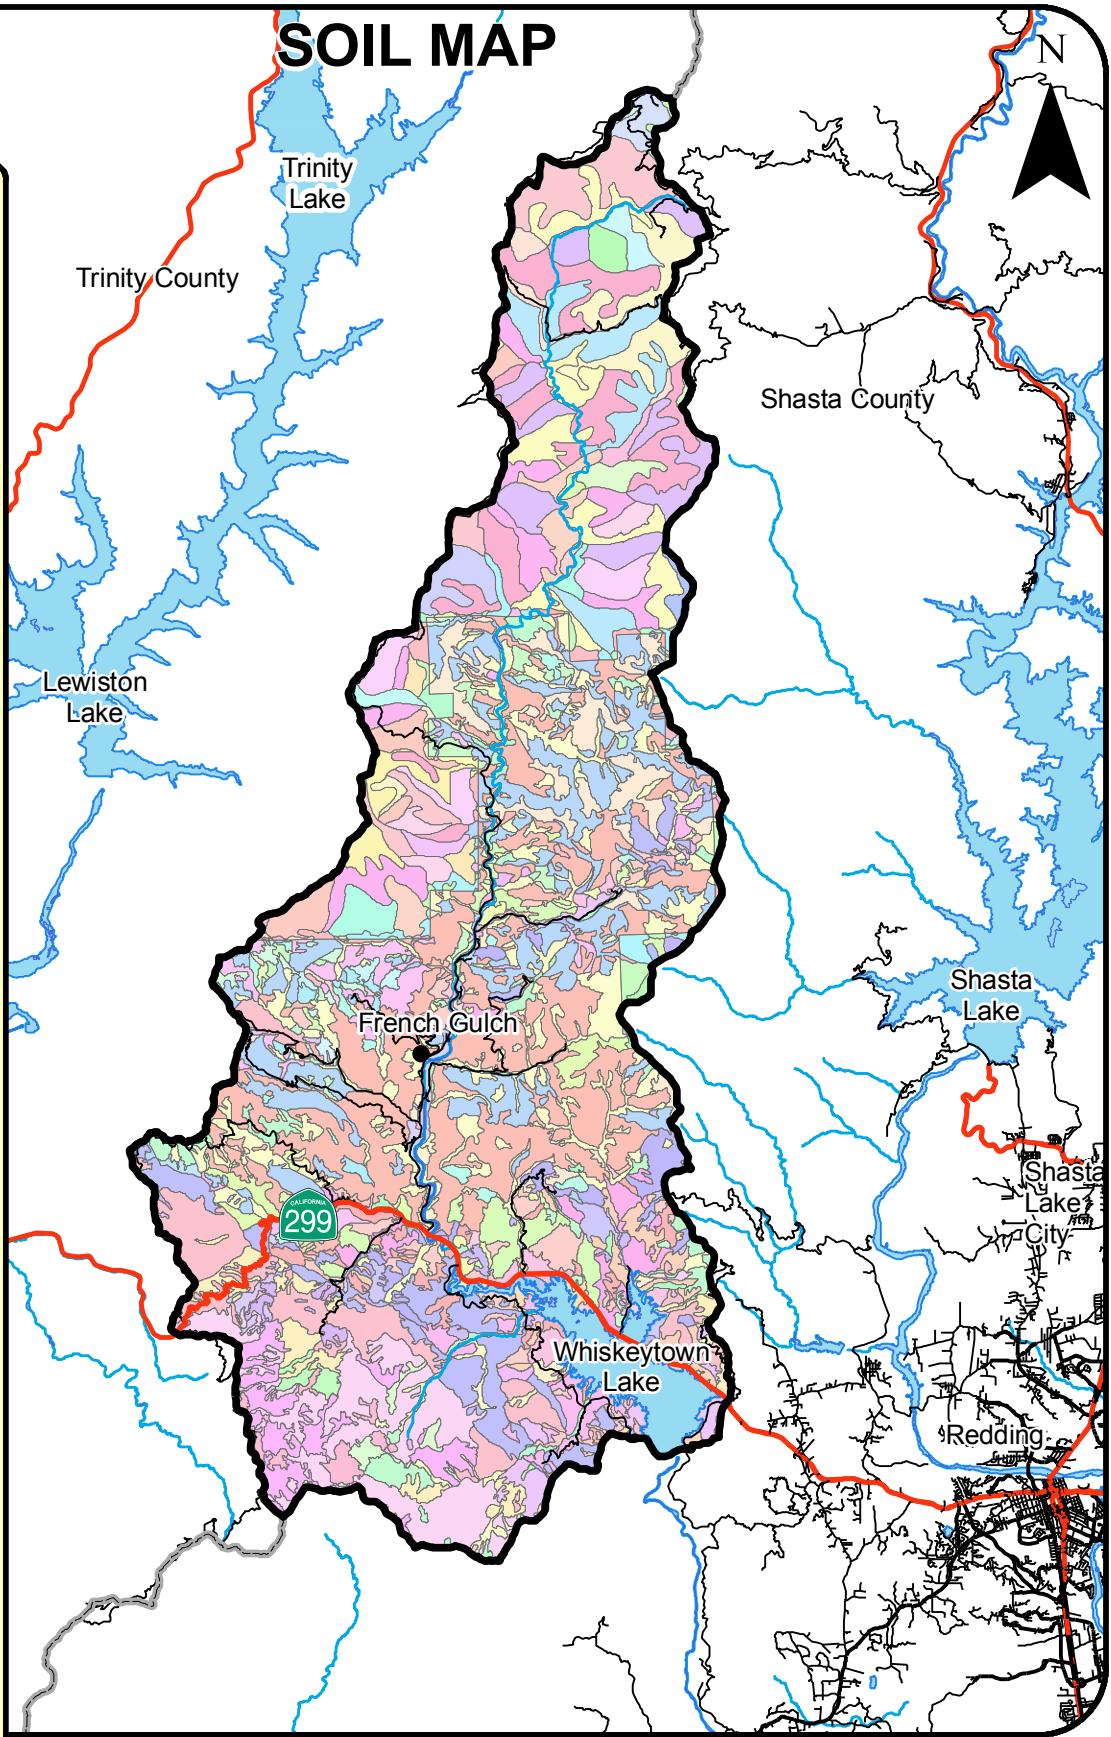 SOIL MAP
N
Trinity
Lake
Trinity County
Shasta County
Lewiston
Lake
Shasta
Lake
French Gulch
Shasta
Lake
City
CALIFORNIA
299
Whiskeytown
Lake
Redding